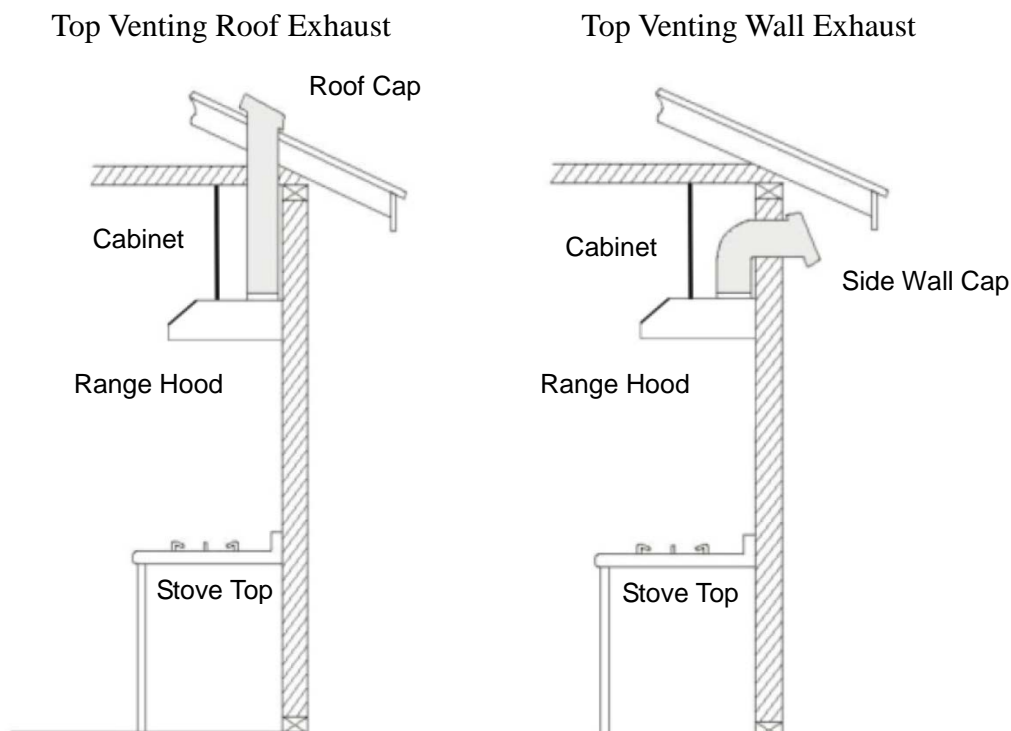 Top Venting Roof Exhaust
Roof Cap
Cabinet
Range Hood
Stove Top
Top Venting Wall Exhaust
Cabinet
Side Wall Cap
Range Hood
Stove Top